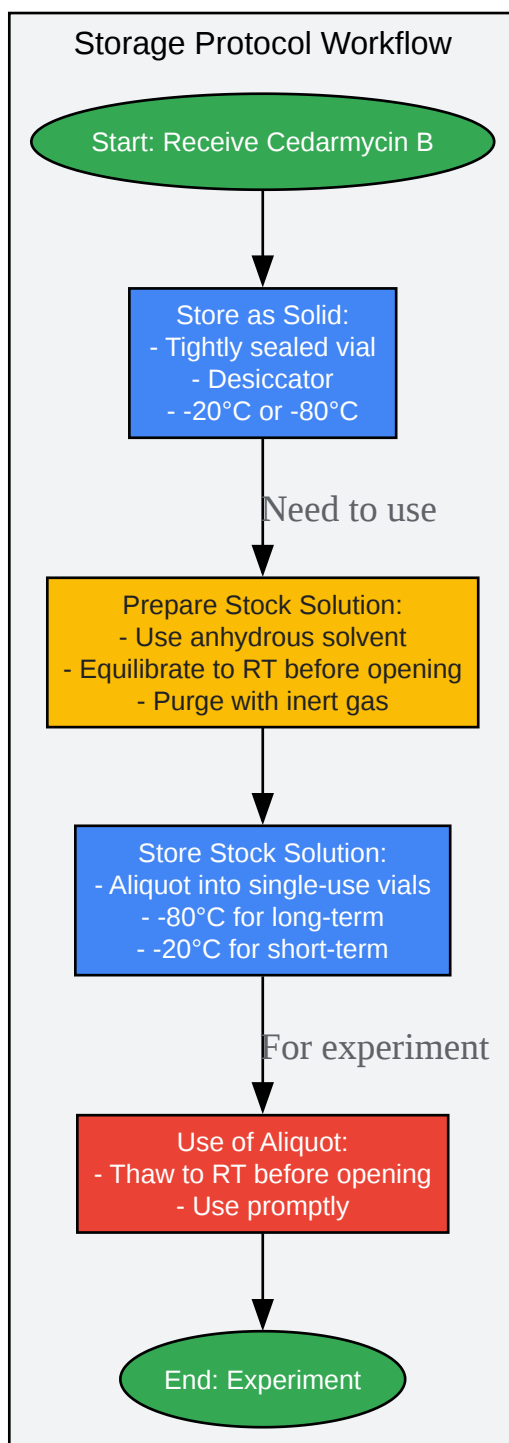 Storage Protocol Workflow
Start: Receive Cedarmycin B
Store as Solid:
- Tightly sealed vial
- Desiccator
- -20°C or -80°C
Need to use
Prepare Stock Solution:
- Use anhydrous solvent
- Equilibrate to RT before opening
- Purge with inert gas
Store Stock Solution:
- Aliquot into single-use vials
- -80°C for long-term
- -20°C for short-term
For experiment
Use of Aliquot:
- Thaw to RT before opening
- Use promptly
End: Experiment